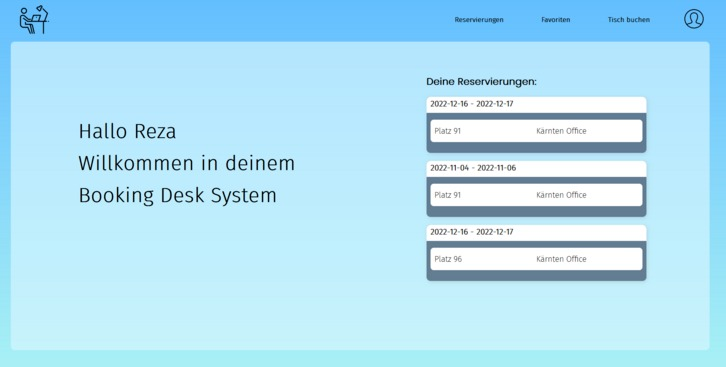 Reservierungen Favoriten Tisch buchen
Hallo Reza
Willkommen in deinem
Booking Desk System
Deine Reservierungen:
2022-12-16 - 2022-12-17
Platz 91 Kärnten Office
2022-11-04 - 2022-11-06
Platz 91 Kärnten Office
2022-12-16 - 2022-12-17
Platz 96 Kärnten Office